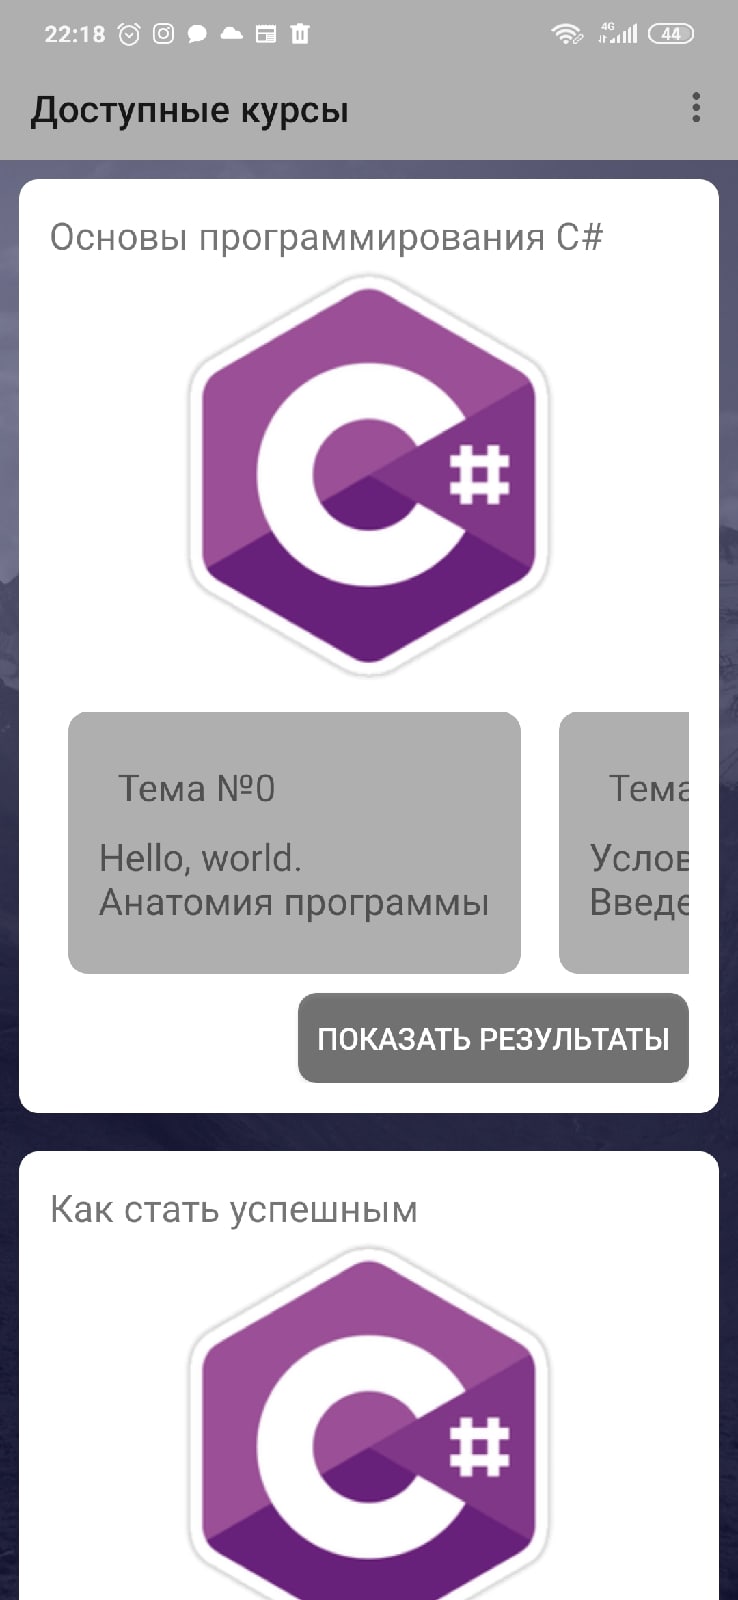 22:18
4G
44
Доступные курсы
Основы программирования C#
C#
Тема №0
Hello, world.
Анатомия программы
Тема
Услов
Введе
ПОКАЗАТЬ РЕЗУЛЬТАТЫ
Как стать успешным
C#